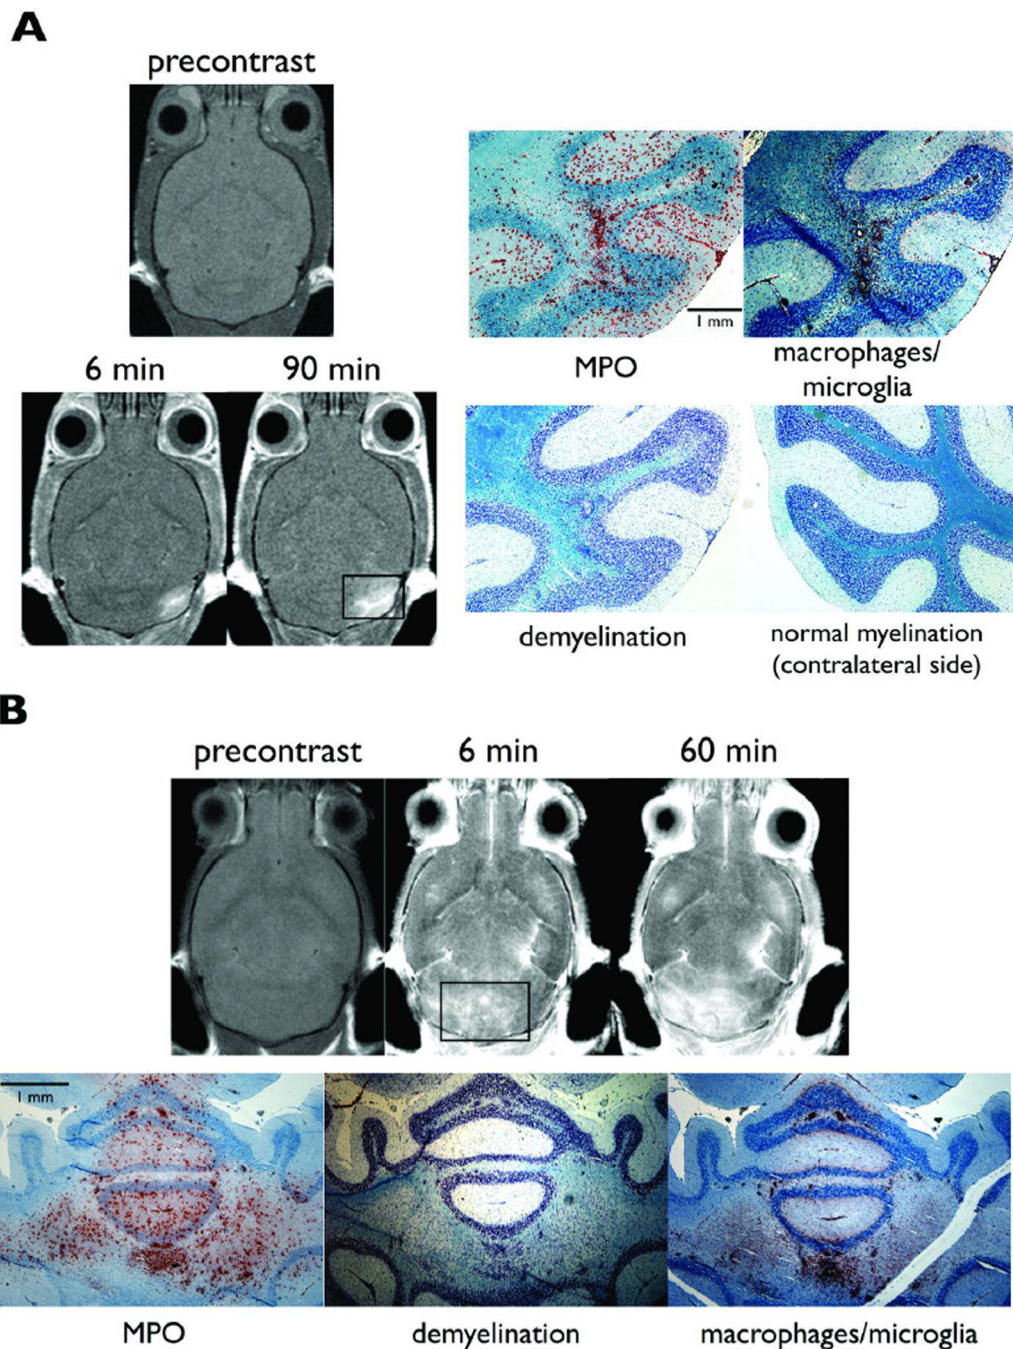 A
precontrast
6 min
90 min
1 mm
MPO
macrophages/
microglia
demyelination
normal myelination
(contralateral side)
B
precontrast
6 min
60 min
1 mm
MPO
demyelination
macrophages/microglia